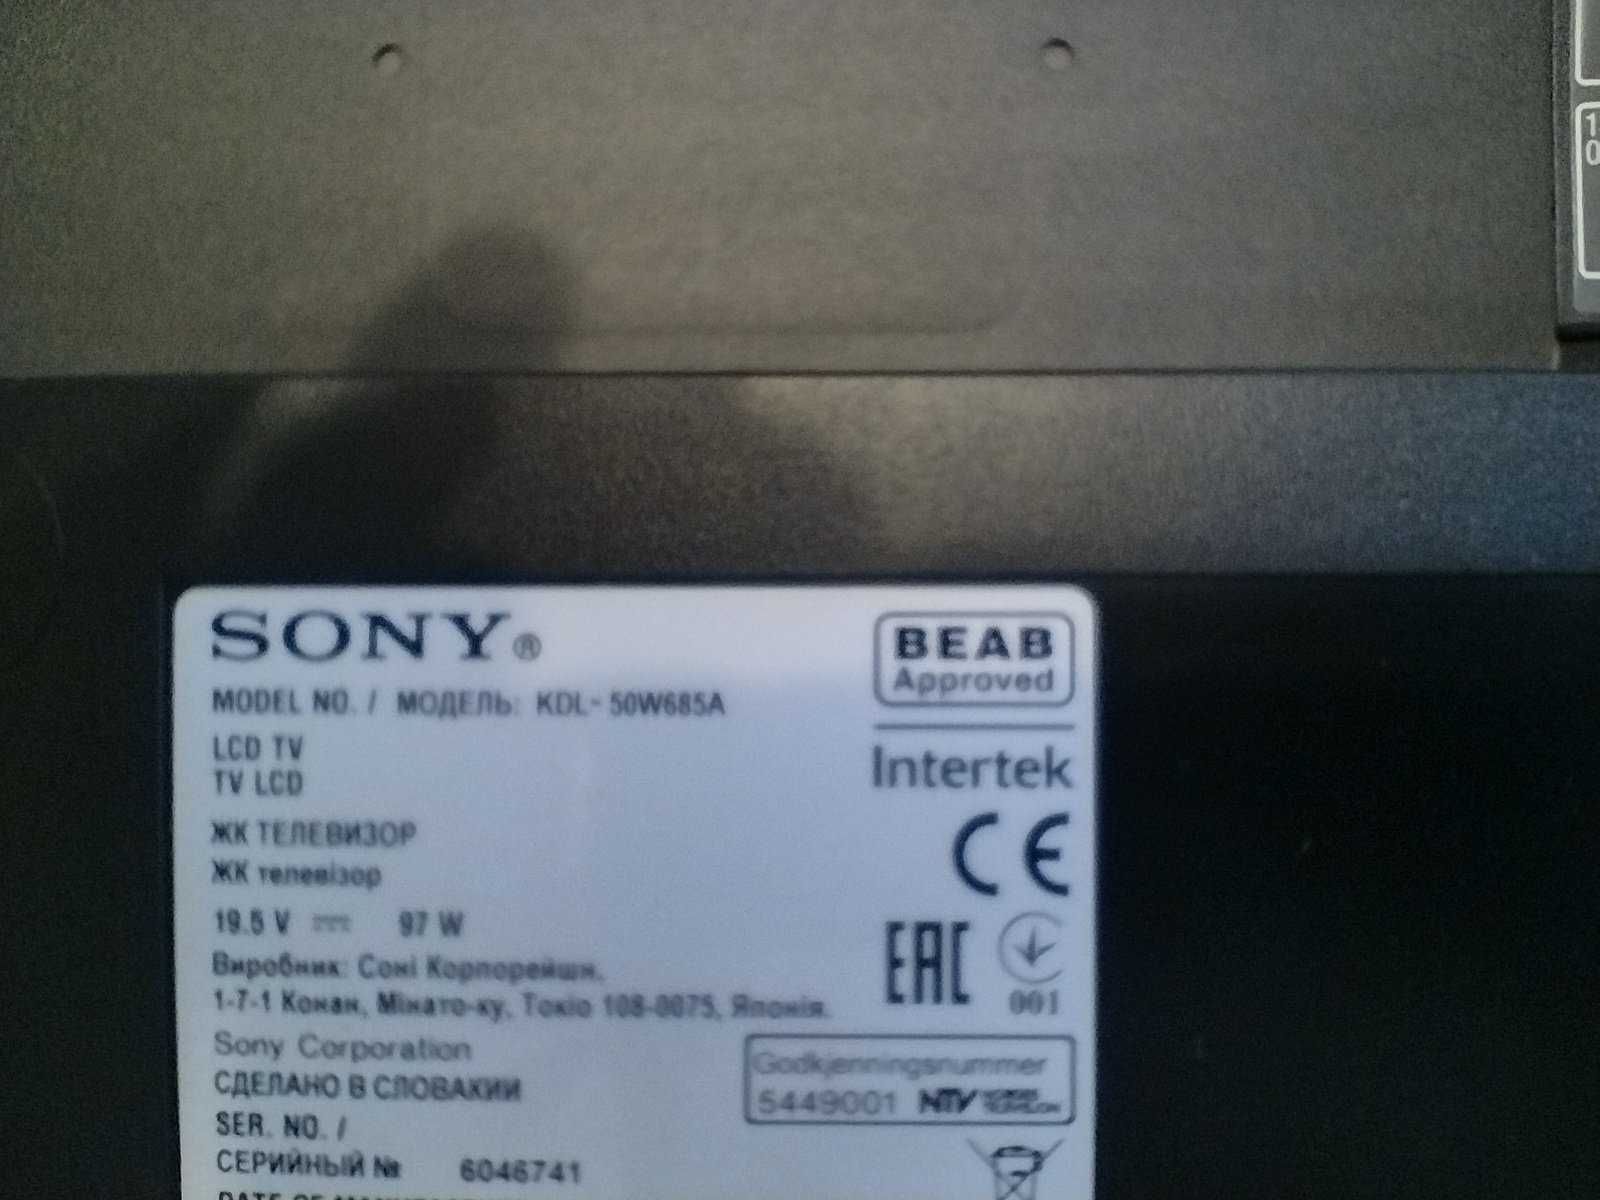 SONY®
MODEL NO. / МОДЕЛЬ: KDL-50W685A
LCD TV
TV LCD
ЖК ТЕЛЕВИЗОР
ЖК телевізор
19.5 V 97 W
Виробник: Соні Корпорейшн.
1-7-1 Конан, Мінато-ку, Токіо 108-0075, Японія.
Sony Corporation
СДЕЛАНО В СЛОВАКИИ
SER. NO. /
СЕРИЙНЫЙ № 6046741
BEAB
Approved
Intertek
CE
EAC
001
Godkjenningsnummer
5449001 NTV
1
0